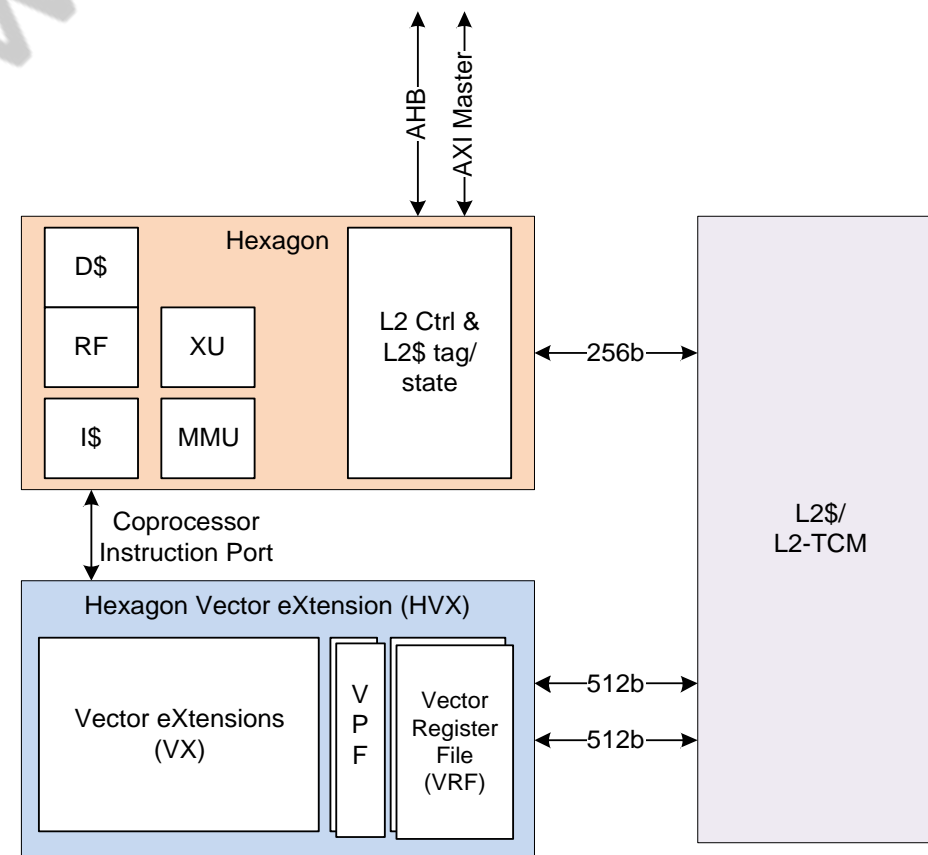 AHB
AXI Master
Hexagon
D$
RF
XU
I$
MMU
L2 Ctrl &
L2$ tag/
state
256b
Coprocessor
Instruction Port
L2$/
L2-TCM
Hexagon Vector eXtension (HVX)
Vector eXtensions
(VX)
V
P
F
Vector
Register
File
(VRF)
512b
512b